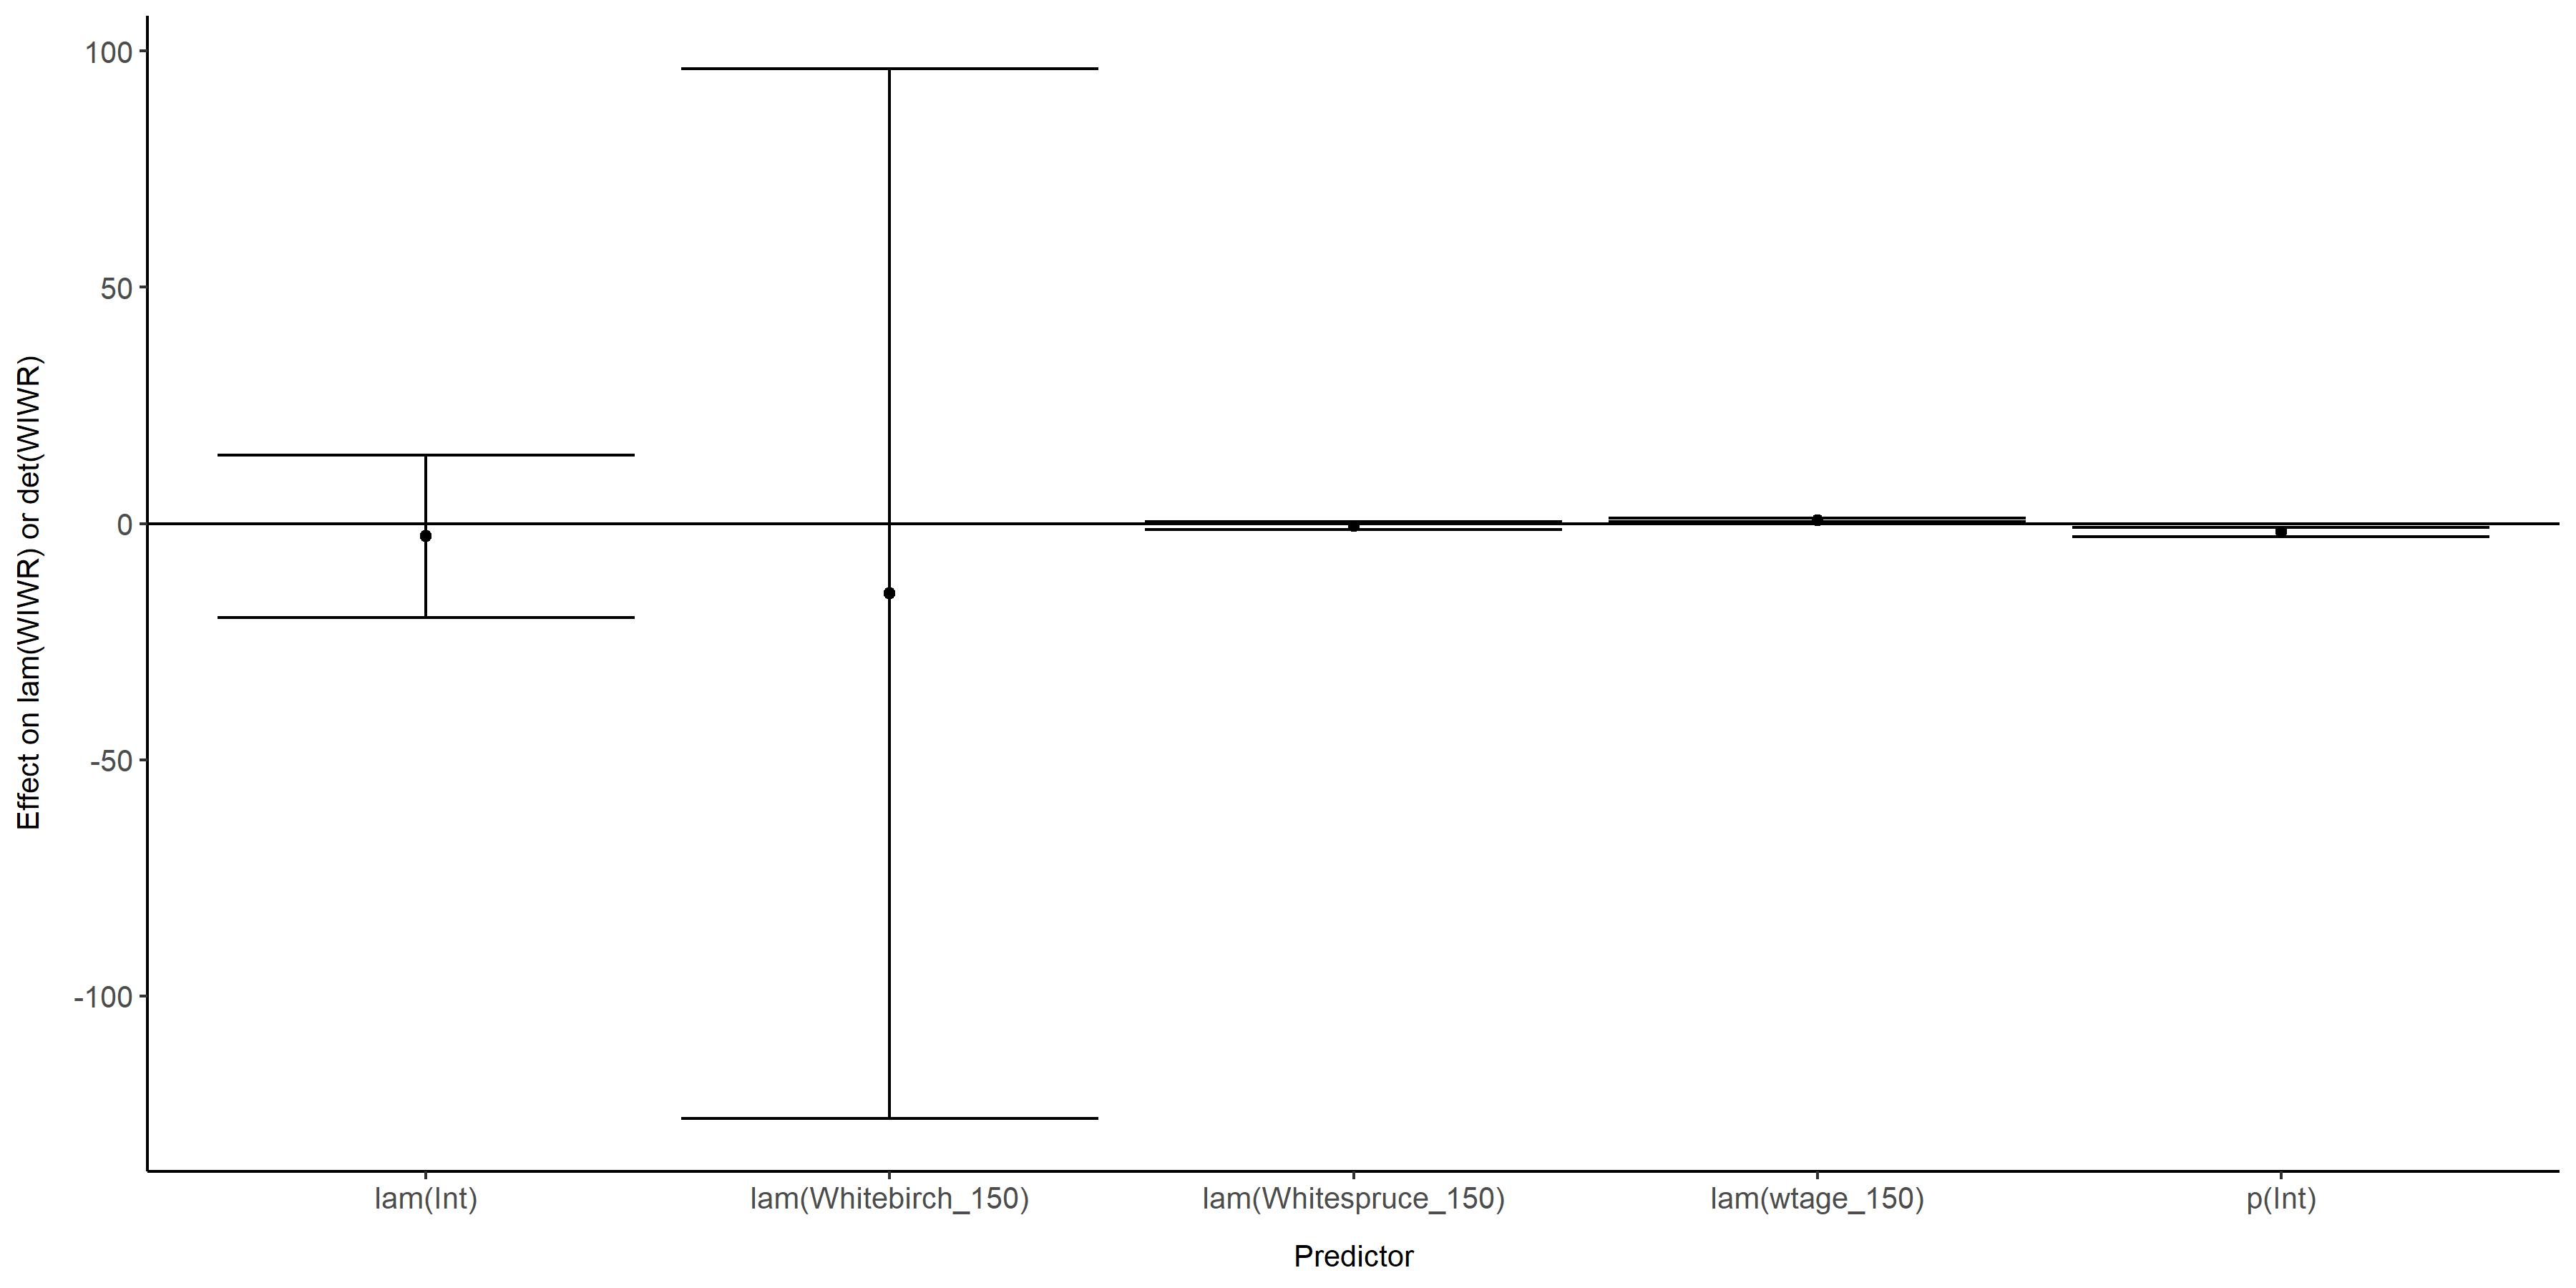 Effect on lam(WIWR) or det(WIWR)
100
50
0
-50
-100
lam(Int)
lam(Whitebirch_150)
lam(Whitespruce_150)
lam(wtage_150)
p(Int)
Predictor